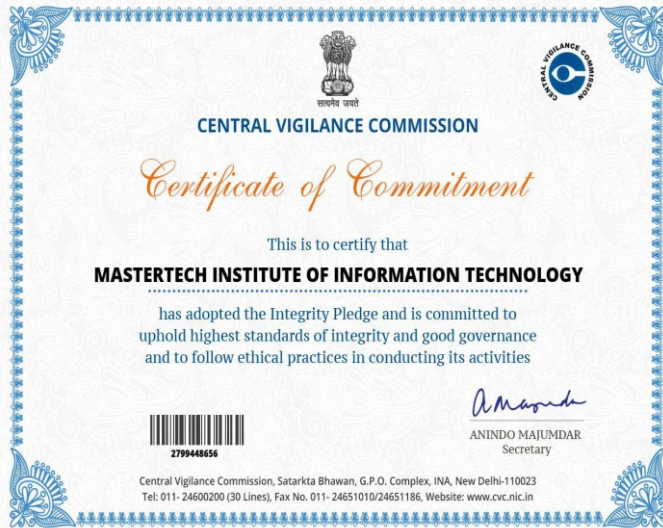 सत्यमेव जयते
CENTRAL VIGILANCE COMMISSION
CENTRAL VIGILANCE COMMISSION
Certificate of Commitment
This is to certify that
MASTERTECH INSTITUTE OF INFORMATION TECHNOLOGY
has adopted the Integrity Pledge and is committed to
uphold highest standards of integrity and good governance
and to follow ethical practices in conducting its activities
2799448656
ANINDO MAJUMDAR
Secretary
Central Vigilance Commission, Satarkta Bhawan, G.P.O. Complex, INA, New Delhi-110023
Tel: 011- 24600200 (30 Lines), Fax No. 011- 24651010/24651186, Website: www.cvc.nic.in